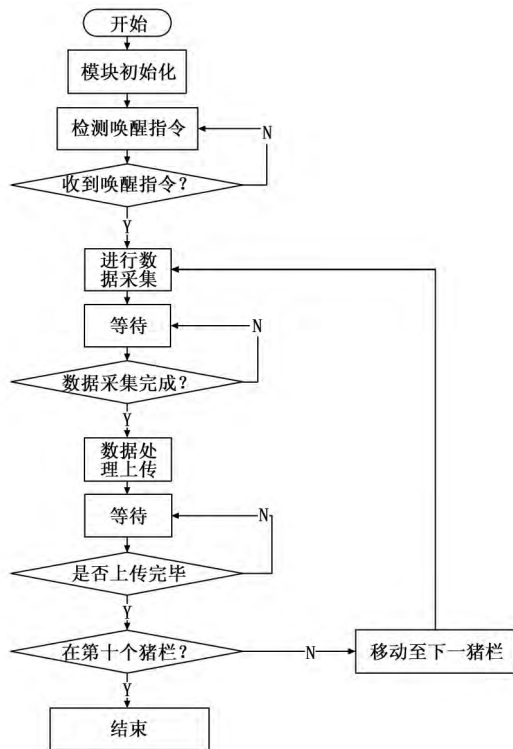 开始
模块初始化
检测唤醒指令
N
收到唤醒指令？
Y
进行数
据采集
等待
N
数据采集完成？
Y
数据处
理上传
等待
N
是否上传完毕
Y
在第十个猪栏？
N
移动至下一猪栏
Y
结束